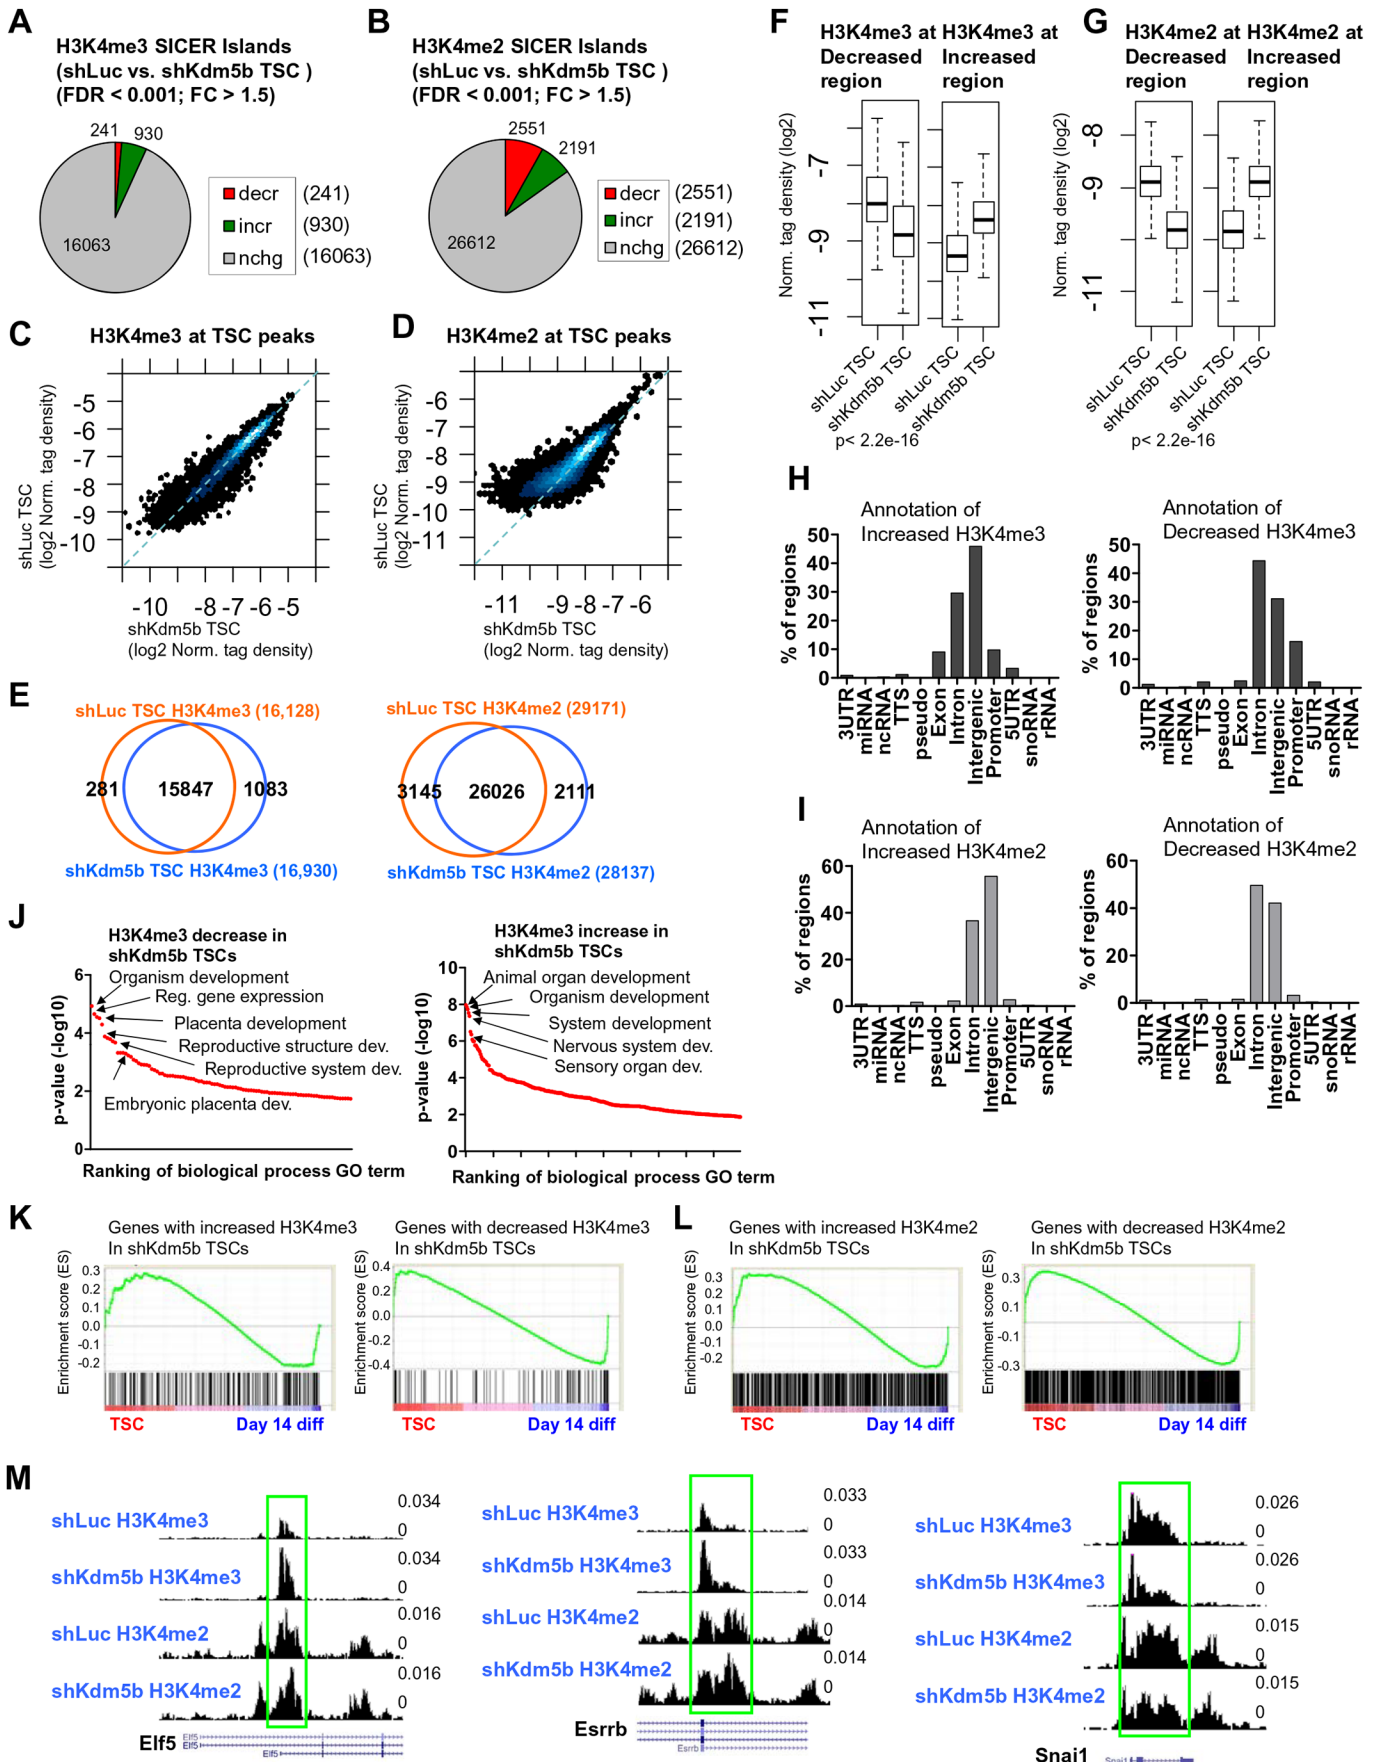 A
H3K4me3 SICER Islands
(shLuc vs. shKdm5b TSC )
(FDR < 0.001; FC > 1.5)
241
930
16063
decr (241)
incr (930)
nchg (16063)
B
H3K4me2 SICER Islands
(shLuc vs. shKdm5b TSC )
(FDR < 0.001; FC > 1.5)
2551
2191
26612
decr (2551)
incr (2191)
nchg (26612)
C
H3K4me3 at TSC peaks
shLuc TSC
(log2 Norm. tag density)
-5
-6
-7
-8
-9
-10
-10 -8 -7 -6 -5
shKdm5b TSC
(log2 Norm. tag density)
D
H3K4me2 at TSC peaks
shLuc TSC
(log2 Norm. tag density)
-6
-7
-8
-9
-10
-11
-11 -9 -8 -7 -6
shKdm5b TSC
(log2 Norm. tag density)
E
shLuc TSC H3K4me3 (16,128)
281 15847 1083
shKdm5b TSC H3K4me3 (16,930)
shLuc TSC H3K4me2 (29171)
3145 26026 2111
shKdm5b TSC H3K4me2 (28137)
F
H3K4me3 at Decreased region
H3K4me3 at Increased region
Norm. tag density (log2)
-7
-9
-11
shLuc TSC
shKdm5b TSC
shLuc TSC
shKdm5b TSC
p< 2.2e-16
G
H3K4me2 at Decreased region
H3K4me2 at Increased region
Norm. tag density (log2)
-8
-9
-11
shLuc TSC
shKdm5b TSC
shLuc TSC
shKdm5b TSC
p< 2.2e-16
H
Annotation of
Increased H3K4me3
% of regions
50
40
30
20
10
0
3UTR miRNA ncRNA TTS pseudo Exon Intron Intergenic Promoter 5UTR snoRNA rRNA
Annotation of
Decreased H3K4me3
% of regions
50
40
30
20
10
0
3UTR miRNA ncRNA TTS pseudo Exon Intron Intergenic Promoter 5UTR snoRNA rRNA
I
Annotation of
Increased H3K4me2
% of regions
60
40
20
0
3UTR miRNA ncRNA TTS pseudo Exon Intron Intergenic Promoter 5UTR snoRNA rRNA
Annotation of
Decreased H3K4me2
% of regions
60
40
20
0
3UTR miRNA ncRNA TTS pseudo Exon Intron Intergenic Promoter 5UTR snoRNA rRNA
J
H3K4me3 decrease in
shKdm5b TSCs
p-value (-log10)
6
4
2
0
Organism development
Reg. gene expression
Placenta development
Reproductive structure dev.
Reproductive system dev.
Embryonic placenta dev.
Ranking of biological process GO term
H3K4me3 increase in
shKdm5b TSCs
p-value (-log10)
10
8
6
4
2
0
Animal organ development
Organism development
System development
Nervous system dev.
Sensory organ dev.
Ranking of biological process GO term
K
Genes with increased H3K4me3
In shKdm5b TSCs
Enrichment score (ES)
0.3
0.2
0.1
0.0
-0.1
-0.2
TSC Day 14 diff
Genes with decreased H3K4me3
In shKdm5b TSCs
Enrichment score (ES)
0.4
0.2
0.0
-0.2
-0.4
TSC Day 14 diff
L
Genes with increased H3K4me2
In shKdm5b TSCs
Enrichment score (ES)
0.3
0.2
0.1
0.0
-0.1
-0.2
TSC Day 14 diff
Genes with decreased H3K4me2
In shKdm5b TSCs
Enrichment score (ES)
0.3
0.1
-0.1
-0.3
TSC Day 14 diff
M
shLuc H3K4me3 0.034
0
shKdm5b H3K4me3 0.034
0
shLuc H3K4me2 0.016
0
shKdm5b H3K4me2 0.016
0
Elf5
Elf5
Elf5
Elf5
shLuc H3K4me3 0.033
0
shKdm5b H3K4me3 0.033
0
shLuc H3K4me2 0.014
0
shKdm5b H3K4me2 0.014
0
Esrrb
Esrrb
shLuc H3K4me3 0.026
0
shKdm5b H3K4me3 0.026
0
shLuc H3K4me2 0.015
0
shKdm5b H3K4me2 0.015
0
Snai1
Snai1